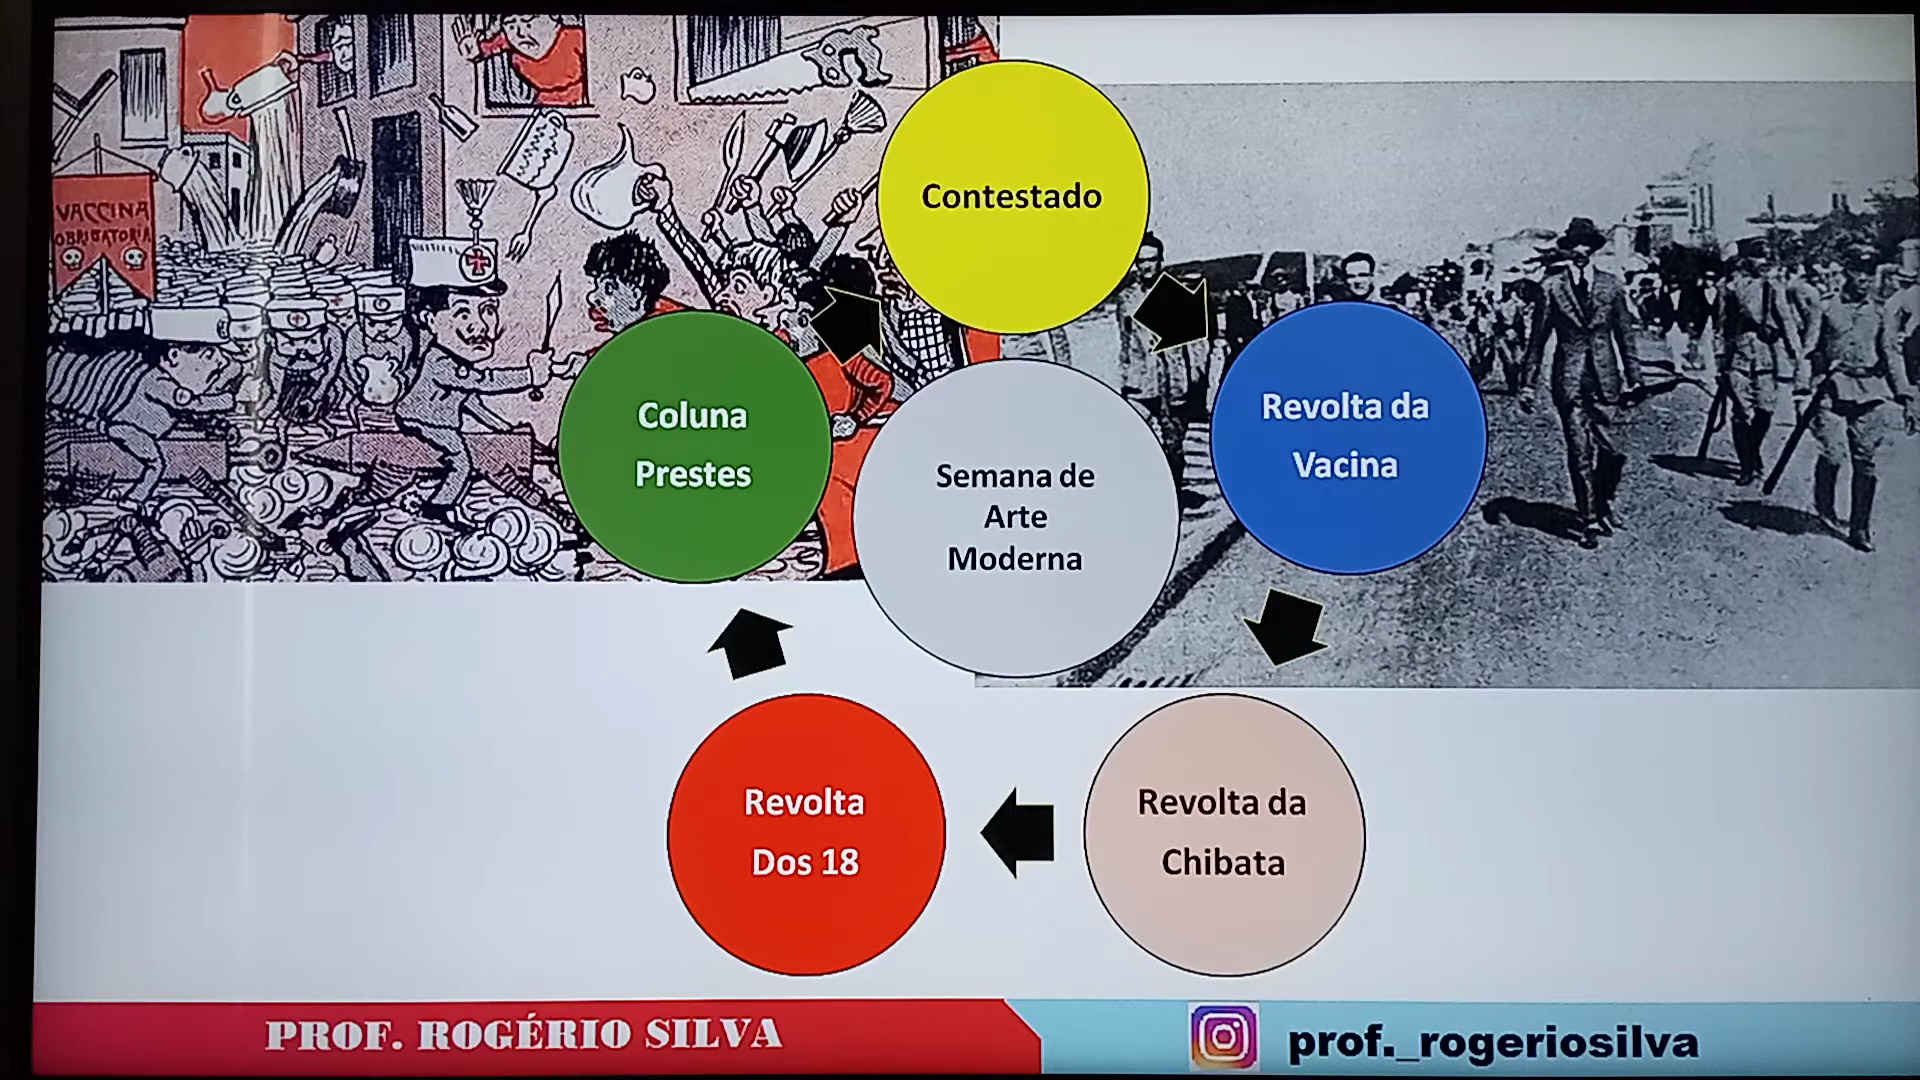 VACCINA
OBRIGATORIA
Contestado
Coluna
Prestes
Semana de
Arte
Moderna
Revolta da
Vacina
Revolta
Dos 18
Revolta da
Chibata
PROF. ROGÉRIO SILVA
prof._rogeriosilva